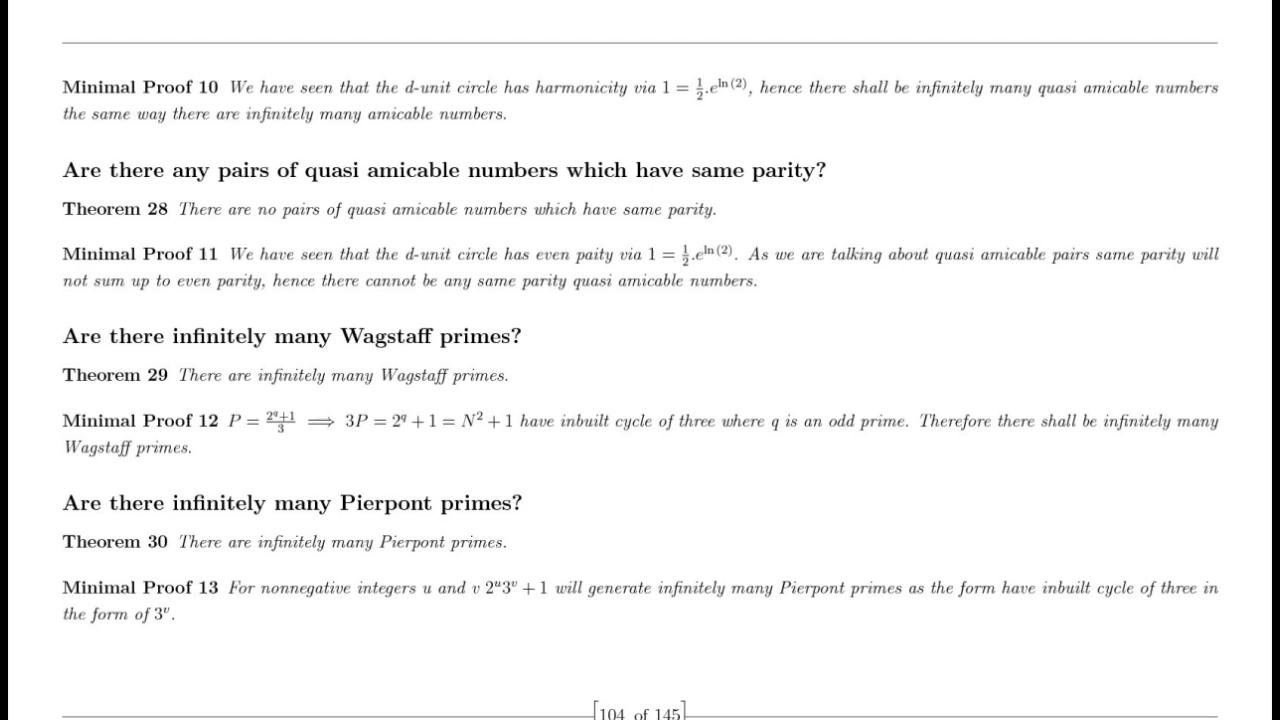 Minimal Proof 10 We have seen that the d-unit circle has harmonicity via 1 = 1/2.e^{ln(2)}, hence there shall be infinitely many quasi amicable numbers
the same way there are infinitely many amicable numbers.
Are there any pairs of quasi amicable numbers which have same parity?
Theorem 28 There are no pairs of quasi amicable numbers which have same parity.
Minimal Proof 11 We have seen that the d-unit circle has even paity via 1 = 1/2.e^{ln(2)}. As we are talking about quasi amicable pairs same parity will
not sum up to even parity, hence there cannot be any same parity quasi amicable numbers.
Are there infinitely many Wagstaff primes?
Theorem 29 There are infinitely many Wagstaff primes.
Minimal Proof 12 P = (2^q+1)/3 ⟹ 3P = 2^q + 1 = N^2 + 1 have inbuilt cycle of three where q is an odd prime. Therefore there shall be infinitely many
Wagstaff primes.
Are there infinitely many Pierpont primes?
Theorem 30 There are infinitely many Pierpont primes.
Minimal Proof 13 For nonnegative integers u and v 2^u3^v + 1 will generate infinitely many Pierpont primes as the form have inbuilt cycle of three in
the form of 3^v.
[104 of 145]